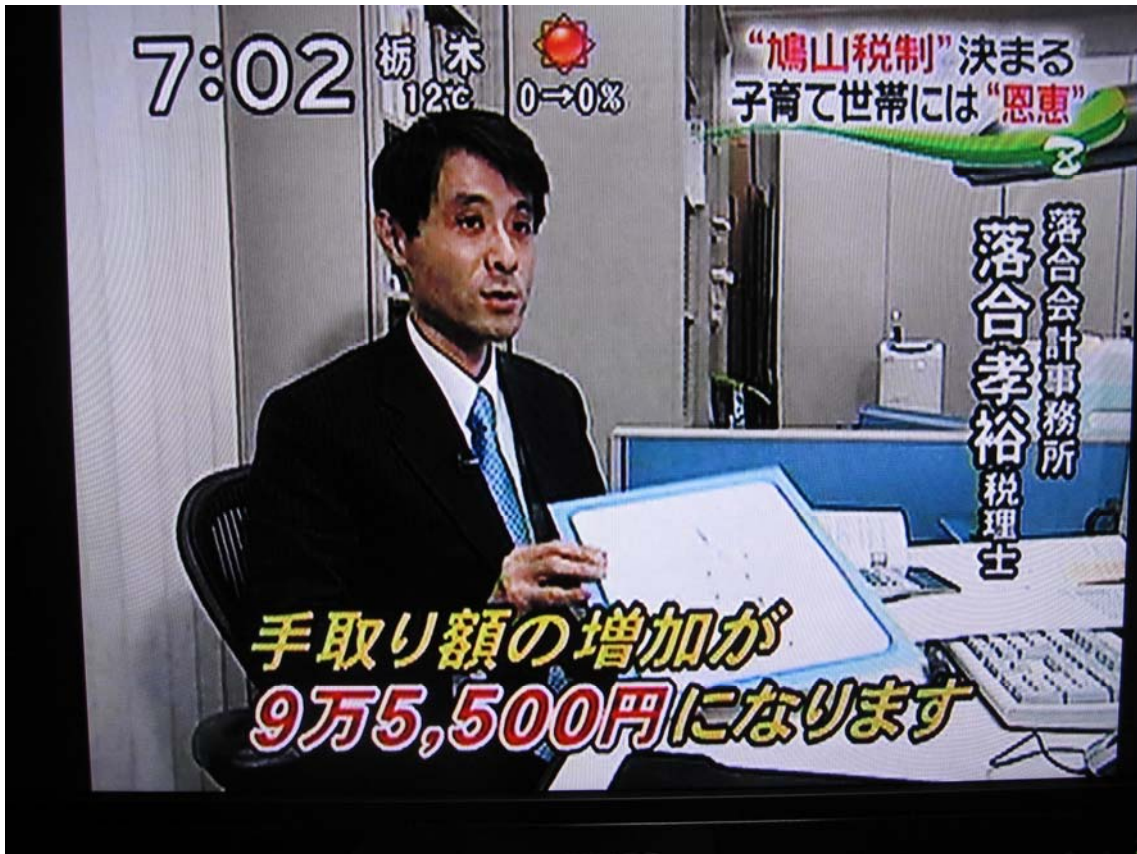 7:02
栃木
12℃
0→0%
“鳩山税制”決まる
子育て世帯には“恩恵”
落合会計事務所
落合孝裕税理士
手取り額の増加が
9万5,500円になります